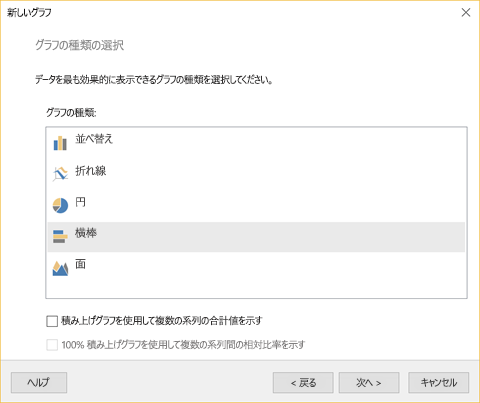 新しいグラフ
グラフの種類の選択
データを最も効果的に表示できるグラフの種類を選択してください。
グラフの種類:
並べ替え
折れ線
円
横棒
面
積み上げグラフを使用して複数の系列の合計値を示す
100% 積み上げグラフを使用して複数の系列間の相対比率を示す
ヘルプ
< 戻る
次へ >
キャンセル